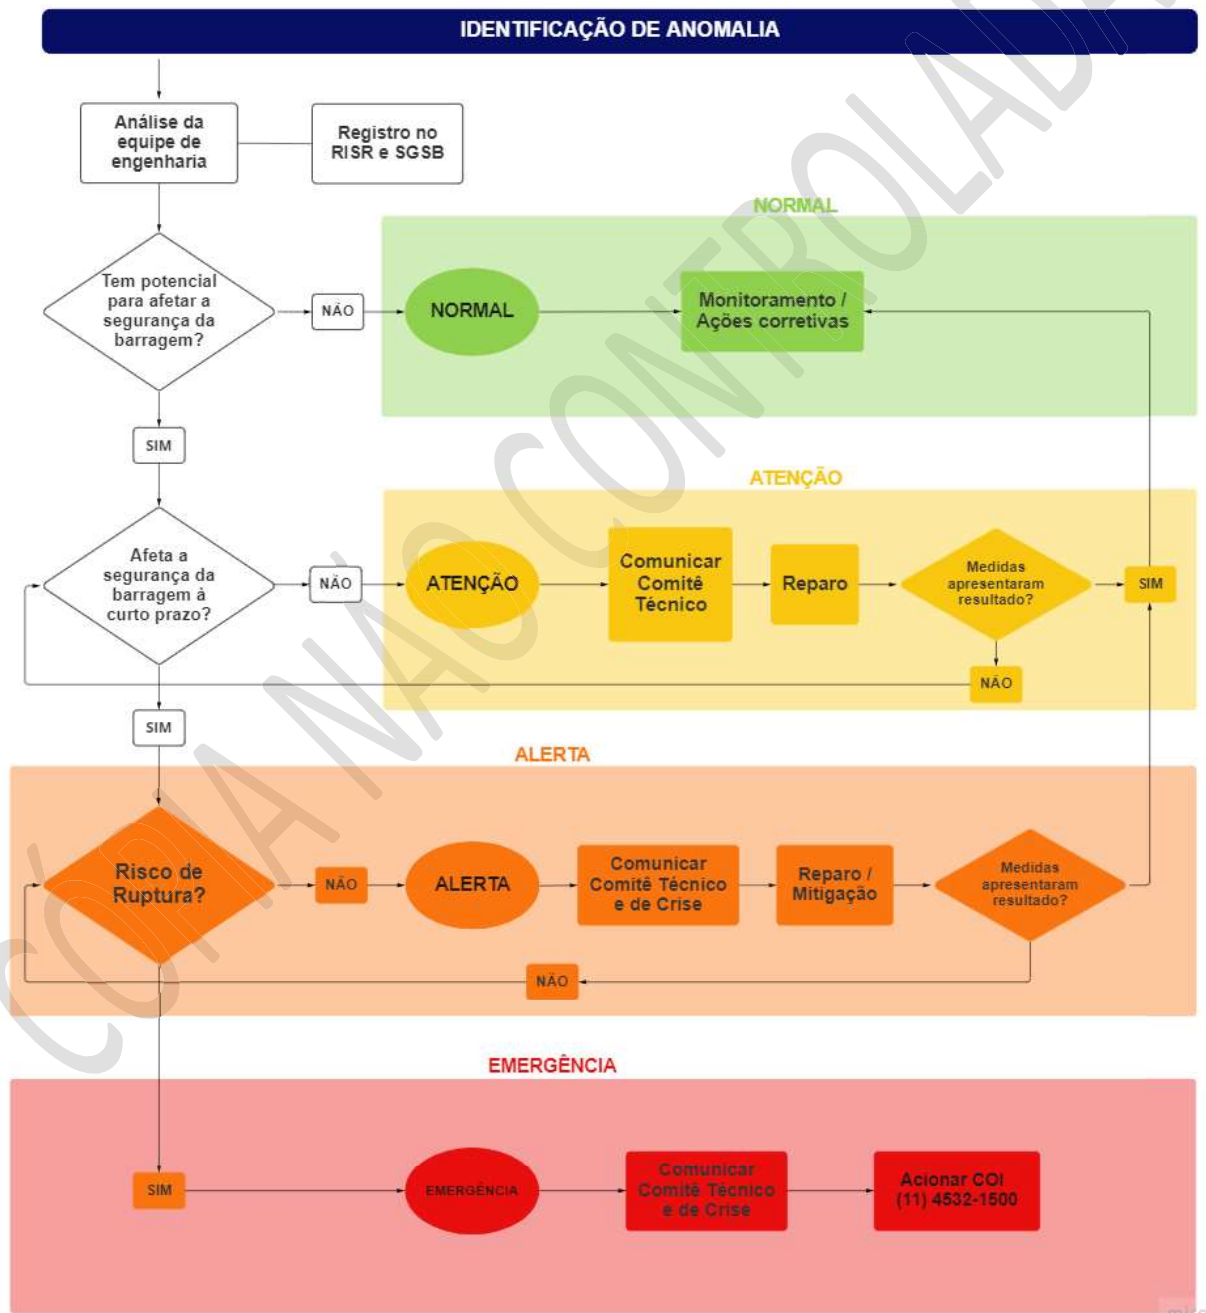 IDENTIFICAÇÃO DE ANOMALIA
Análise da
equipe de
engenharia
Registro no
RISR e SGSB
NORMAL
Tem potencial
para afetar a
segurança da
barragem?
NÃO
NORMAL
Monitoramento /
Ações corretivas
SIM
ATENÇÃO
Afeta a
segurança da
barragem à
curto prazo?
NÃO
ATENÇÃO
Comunicar
Comitê
Técnico
Reparo
Medidas
apresentaram
resultado?
SIM
NÃO
SIM
ALERTA
Risco de
Ruptura?
NÃO
ALERTA
Comunicar
Comitê Técnico
e de Crise
Reparo /
Mitigação
Medidas
apresentaram
resultado?
NÃO
EMERGÊNCIA
SIM
EMERGÊNCIA
Comunicar
Comitê Técnico
e de Crise
Acionar COI
(11) 4532-1500
CÓPIA NÃO CONTROLADA